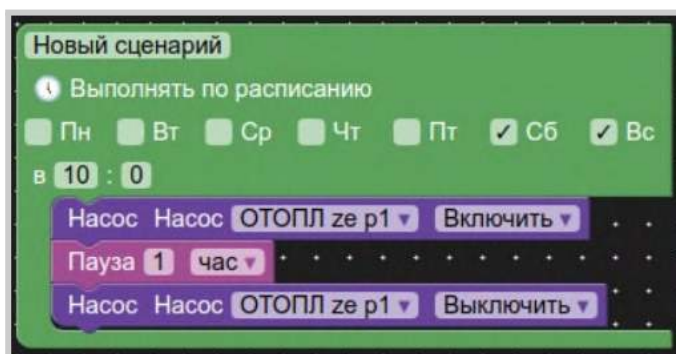 Новый сценарий
Выполнять по расписанию
Пн Вт Ср Чт Пт Сб Вс
в 10 : 0
Насос Насос ОТОПЛ ze p1 Включить
Пауза 1 час
Насос Насос ОТОПЛ ze p1 Выключить